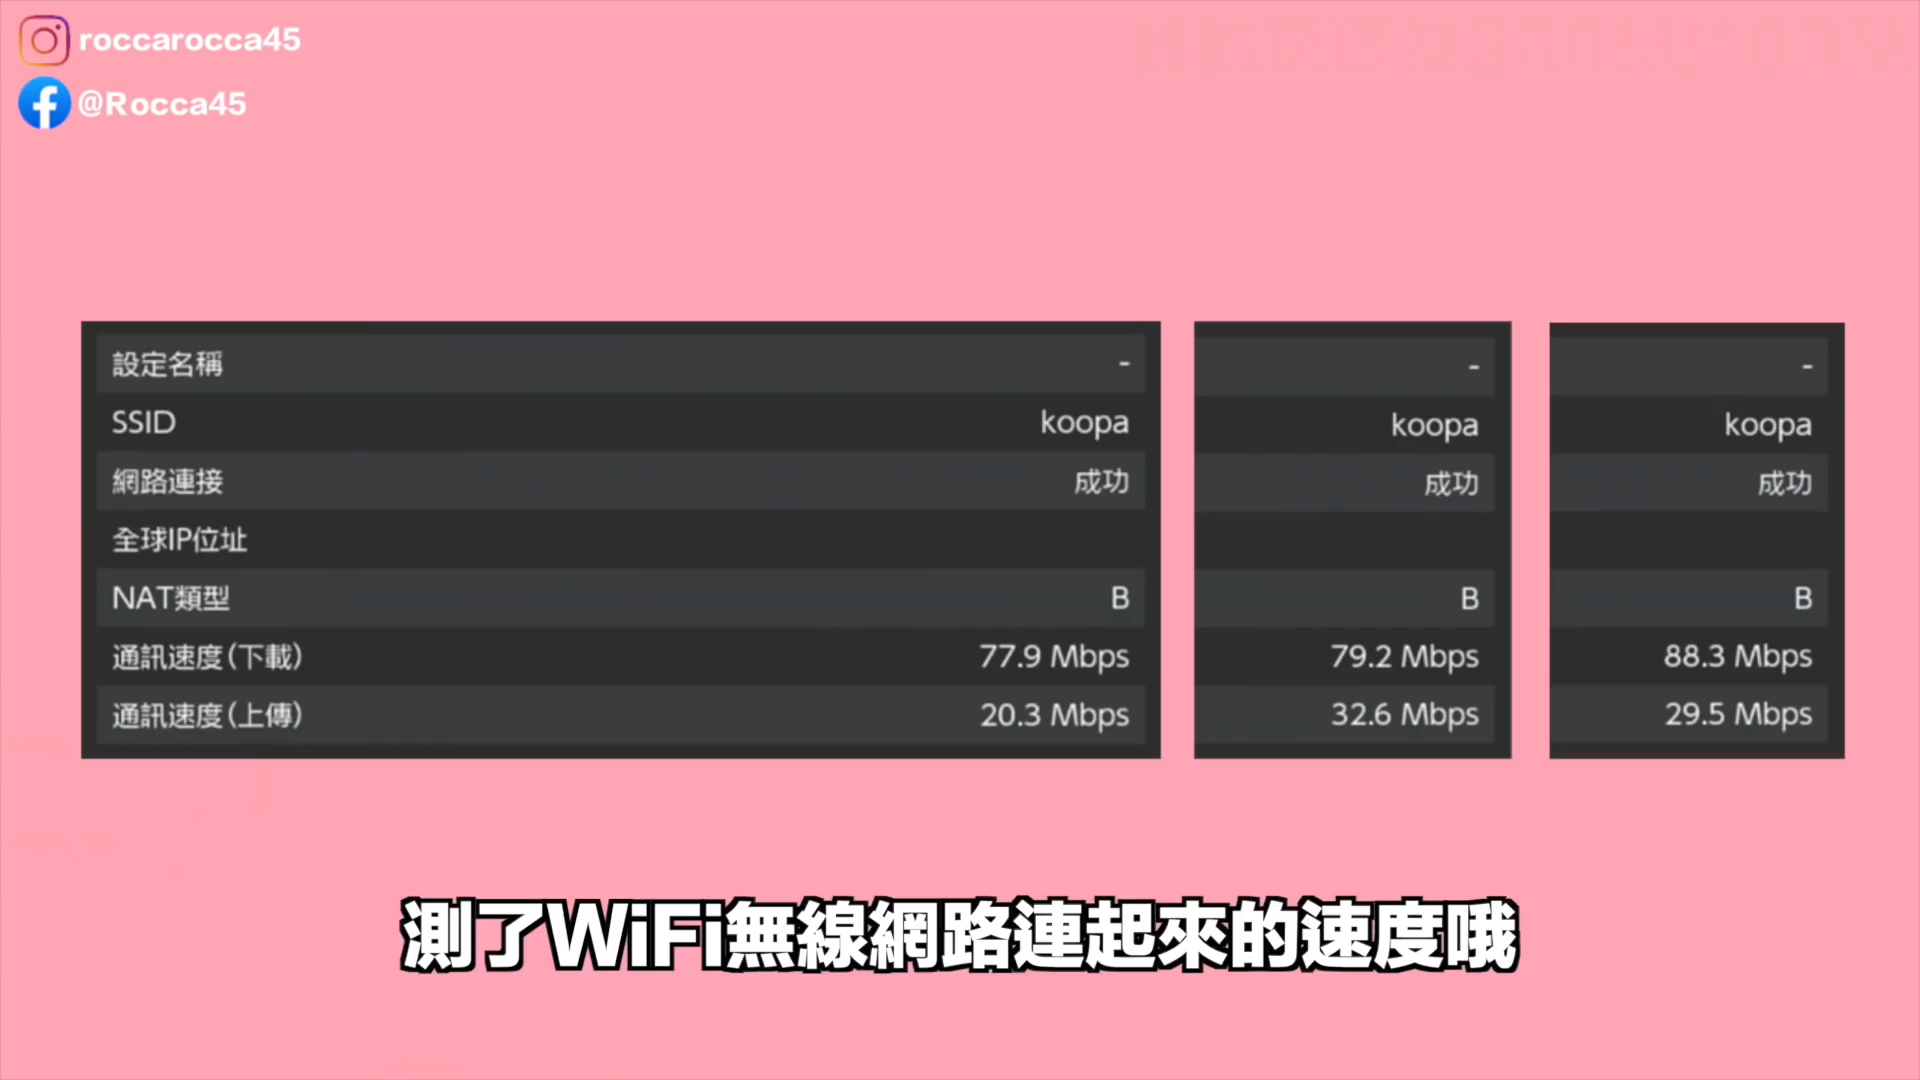 roccarocca45
@Rocca45
設定名稱 - - -
SSID koopa koopa koopa
網路連接 成功 成功 成功
全球IP位址
NAT類型 B B B
通訊速度(下載) 77.9 Mbps 79.2 Mbps 88.3 Mbps
通訊速度(上傳) 20.3 Mbps 32.6 Mbps 29.5 Mbps
測了WiFi無線網路連起來的速度哦